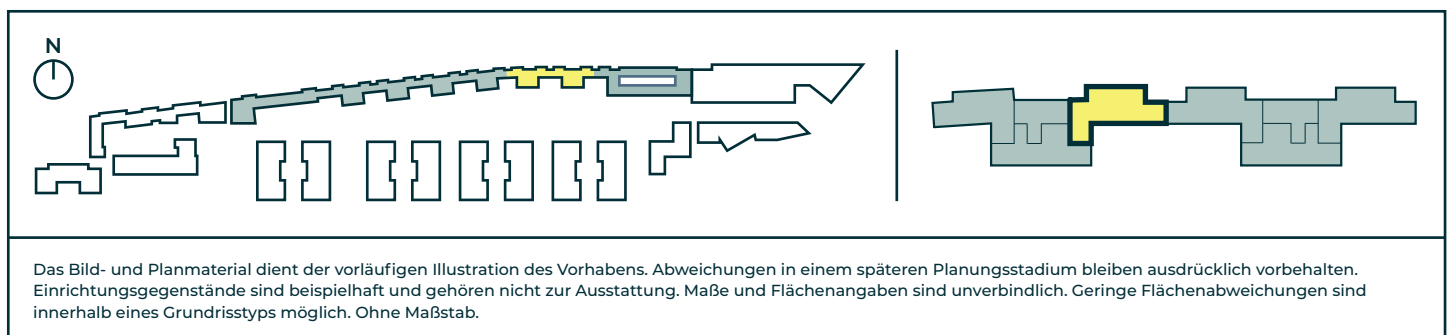 N
Das Bild- und Planmaterial dient der vorläufigen Illustration des Vorhabens. Abweichungen in einem späteren Planungsstadium bleiben ausdrücklich vorbehalten.
Einrichtungsgegenstände sind beispielhaft und gehören nicht zur Ausstattung. Maße und Flächenangaben sind unverbindlich. Geringe Flächenabweichungen sind
innerhalb eines Grundrisstyps möglich. Ohne Maßstab.